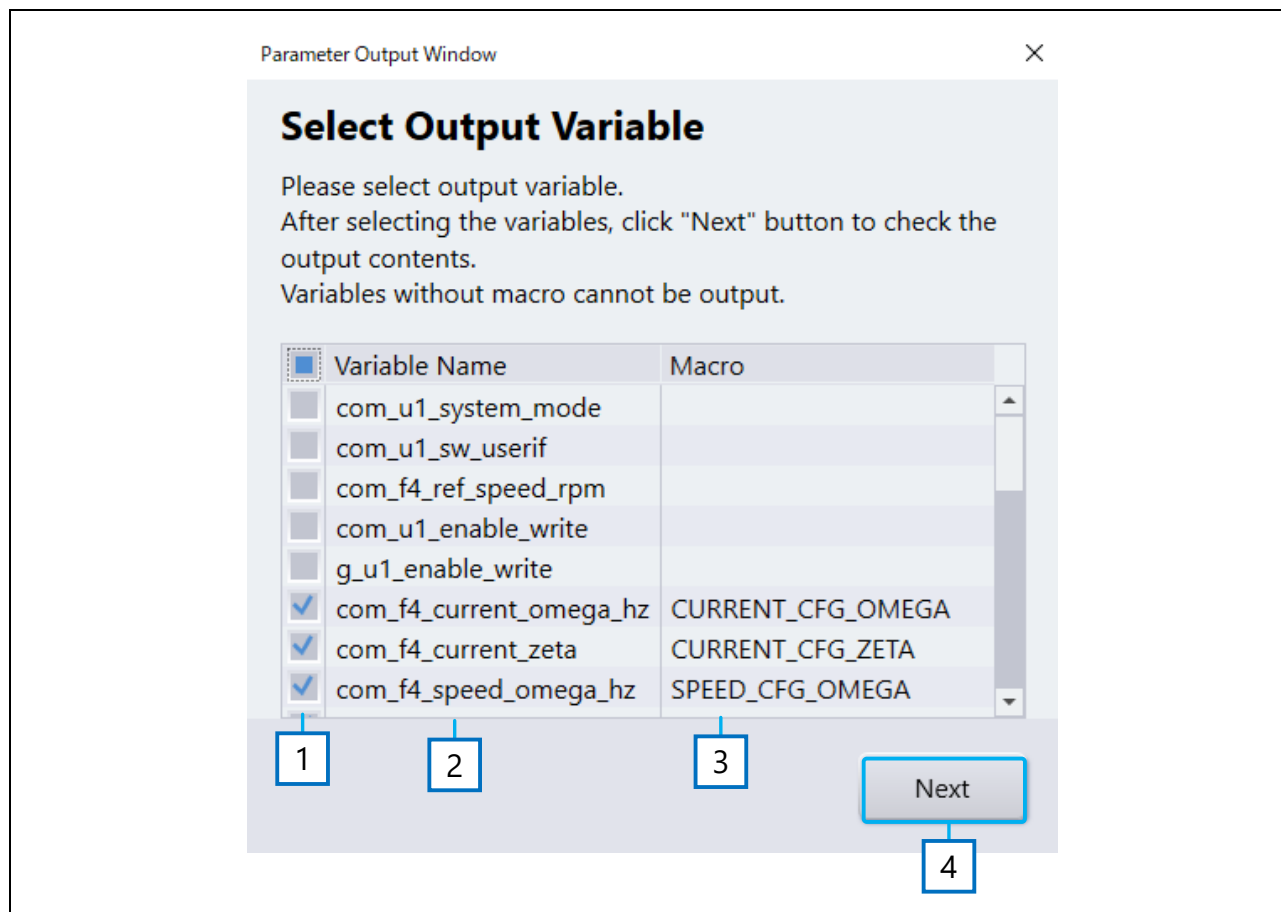 Parameter Output Window
Select Output Variable
Please select output variable.
After selecting the variables, click "Next" button to check the
output contents.
Variables without macro cannot be output.
Variable Name Macro
com_u1_system_mode
com_u1_sw_userif
com_f4_ref_speed_rpm
com_u1_enable_write
g_u1_enable_write
com_f4_current_omega_hz CURRENT_CFG_OMEGA
com_f4_current_zeta CURRENT_CFG_ZETA
com_f4_speed_omega_hz SPEED_CFG_OMEGA
1 2 3
Next
4